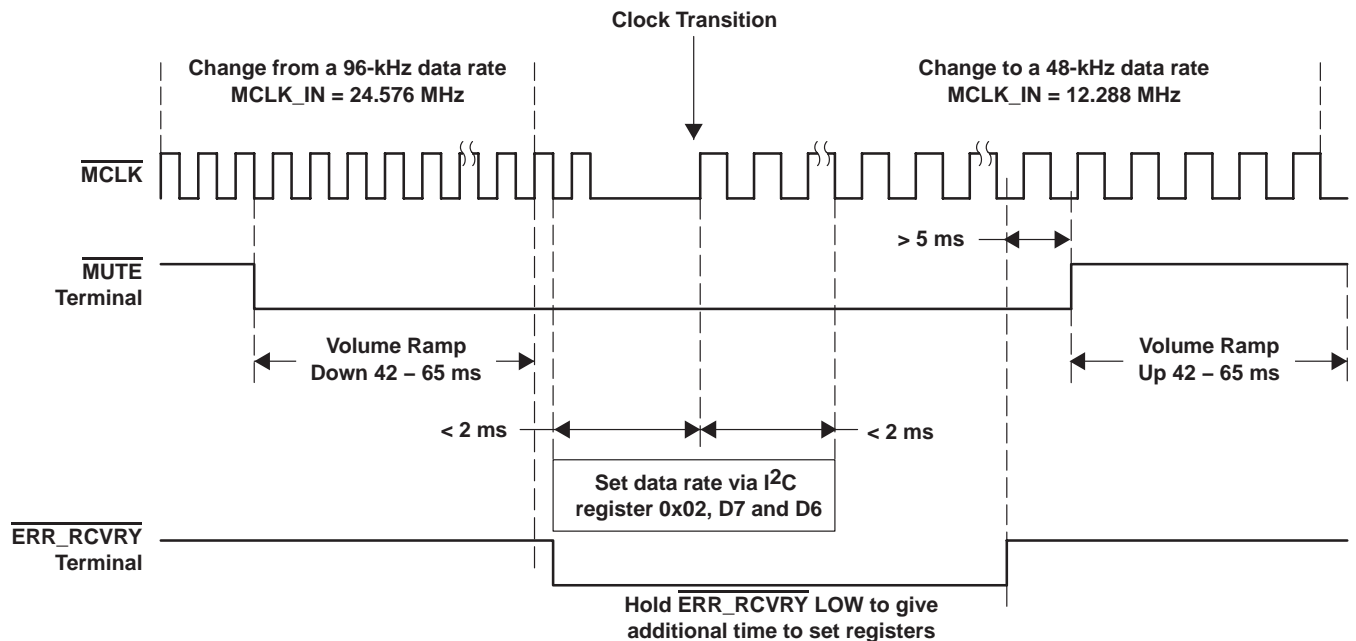 Clock Transition
Change from a 96-kHz data rate
MCLK_IN = 24.576 MHz
Change to a 48-kHz data rate
MCLK_IN = 12.288 MHz
MCLK
> 5 ms
MUTE
Terminal
Volume Ramp
Down 42 – 65 ms
Volume Ramp
Up 42 – 65 ms
< 2 ms
< 2 ms
Set data rate via I2C
register 0x02, D7 and D6
ERR_RCVRY
Terminal
Hold ERR_RCVRY LOW to give
additional time to set registers